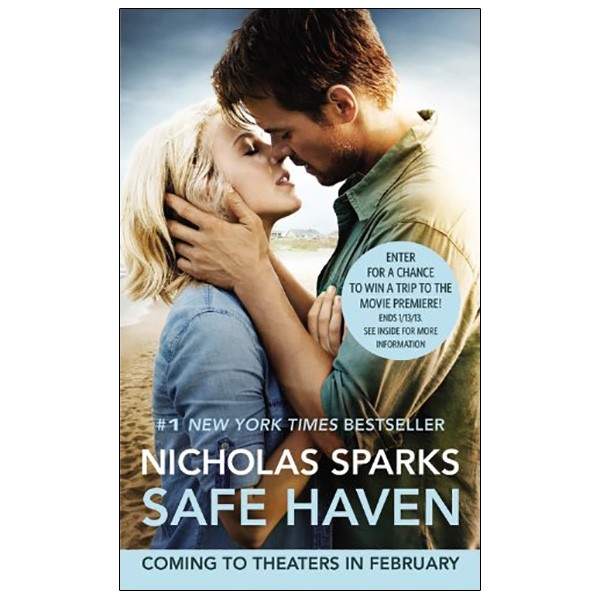 ENTER
FOR A CHANCE
TO WIN A TRIP TO THE
MOVIE PREMIERE!
ENDS 1/13/13.
SEE INSIDE FOR MORE
INFORMATION
#1 NEW YORK TIMES BESTSELLER
NICHOLAS SPARKS
SAFE HAVEN
COMING TO THEATERS IN FEBRUARY